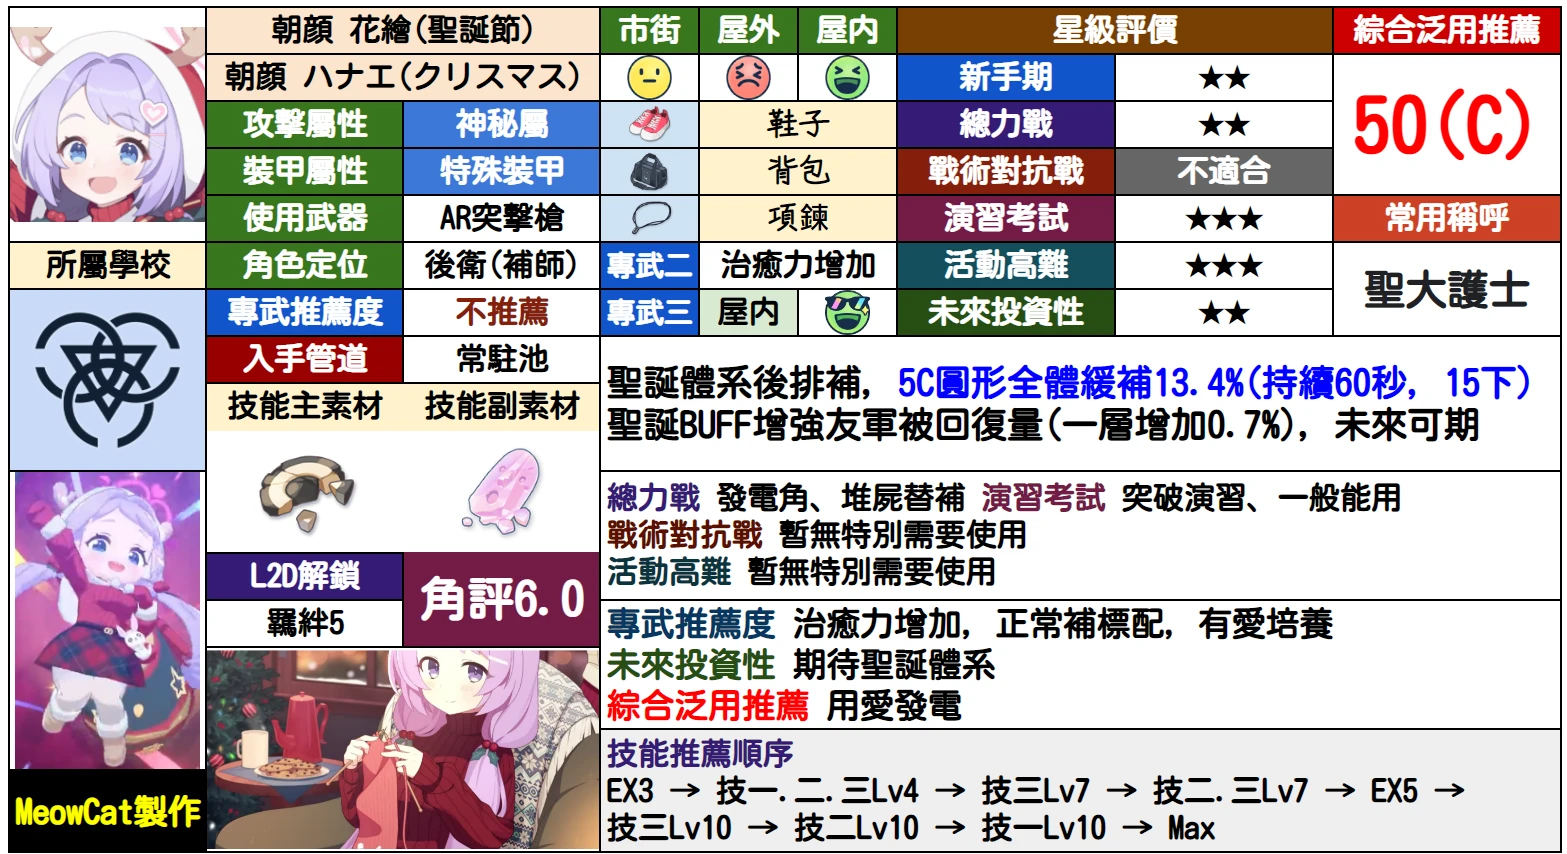 朝顔 花繪(聖誕節)
市街
屋外
屋内
星級評價
綜合泛用推薦
朝顔 ハナエ(クリスマス)
新手期
★★
50(C)
攻擊屬性
神秘屬
鞋子
總力戰
★★
裝甲屬性
特殊裝甲
背包
戰術對抗戰
不適合
使用武器
AR突擊槍
項鍊
演習考試
★★★
常用稱呼
所屬學校
角色定位
後衛(補師)
專武二
治癒力增加
活動高難
★★★
聖大護士
專武推薦度
不推薦
專武三
屋内
未來投資性
★★
入手管道
常駐池
技能主素材
技能副素材
聖誕體系後排補, 5C圓形全體緩補13.4%(持續60秒, 15下)
聖誕BUFF增強友軍被回復量(一層增加0.7%), 未來可期
總力戰 發電角、堆屍替補 演習考試 突破演習、一般能用
戰術對抗戰 暫無特別需要使用
活動高難 暫無特別需要使用
L2D解鎖
羈絆5
角評6.0
專武推薦度 治癒力增加, 正常補標配, 有愛培養
未來投資性 期待聖誕體系
綜合泛用推薦 用愛發電
技能推薦順序
EX3 → 技一.二.三Lv4 → 技三Lv7 → 技二.三Lv7 → EX5 →
技三Lv10 → 技二Lv10 → 技一Lv10 → Max
MeowCat製作